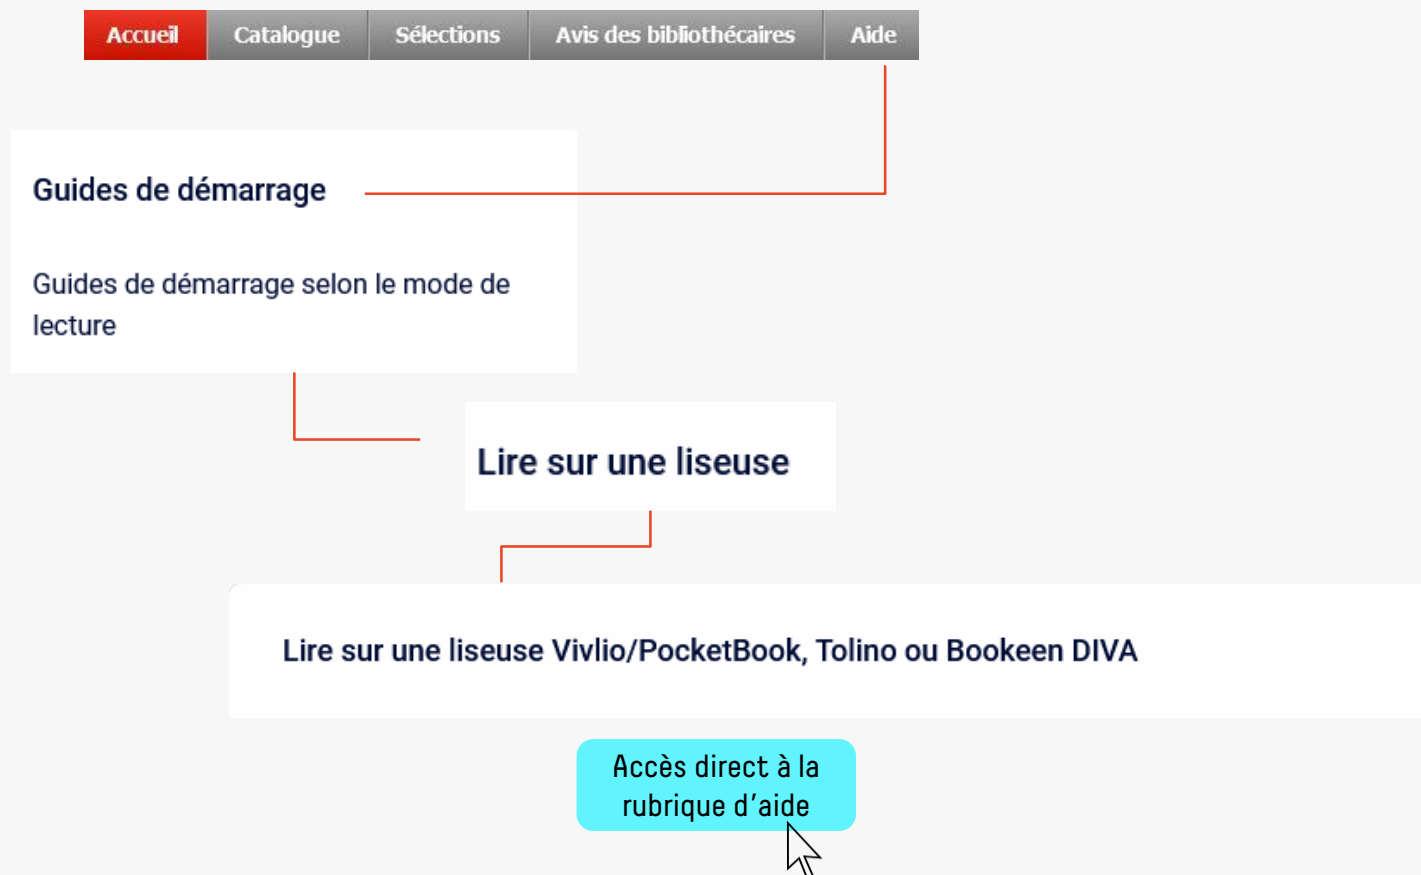 Accueil Catalogue Sélections Avis des bibliothécaires Aide
Guides de démarrage
Guides de démarrage selon le mode de
lecture
Lire sur une liseuse
Lire sur une liseuse Vivlio/PocketBook, Tolino ou Bookeen DIVA
Accès direct à la
rubrique d'aide